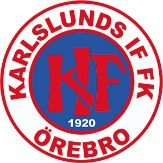 KARLSLUNDS IF FK
KIF
1920
ÖREBRO